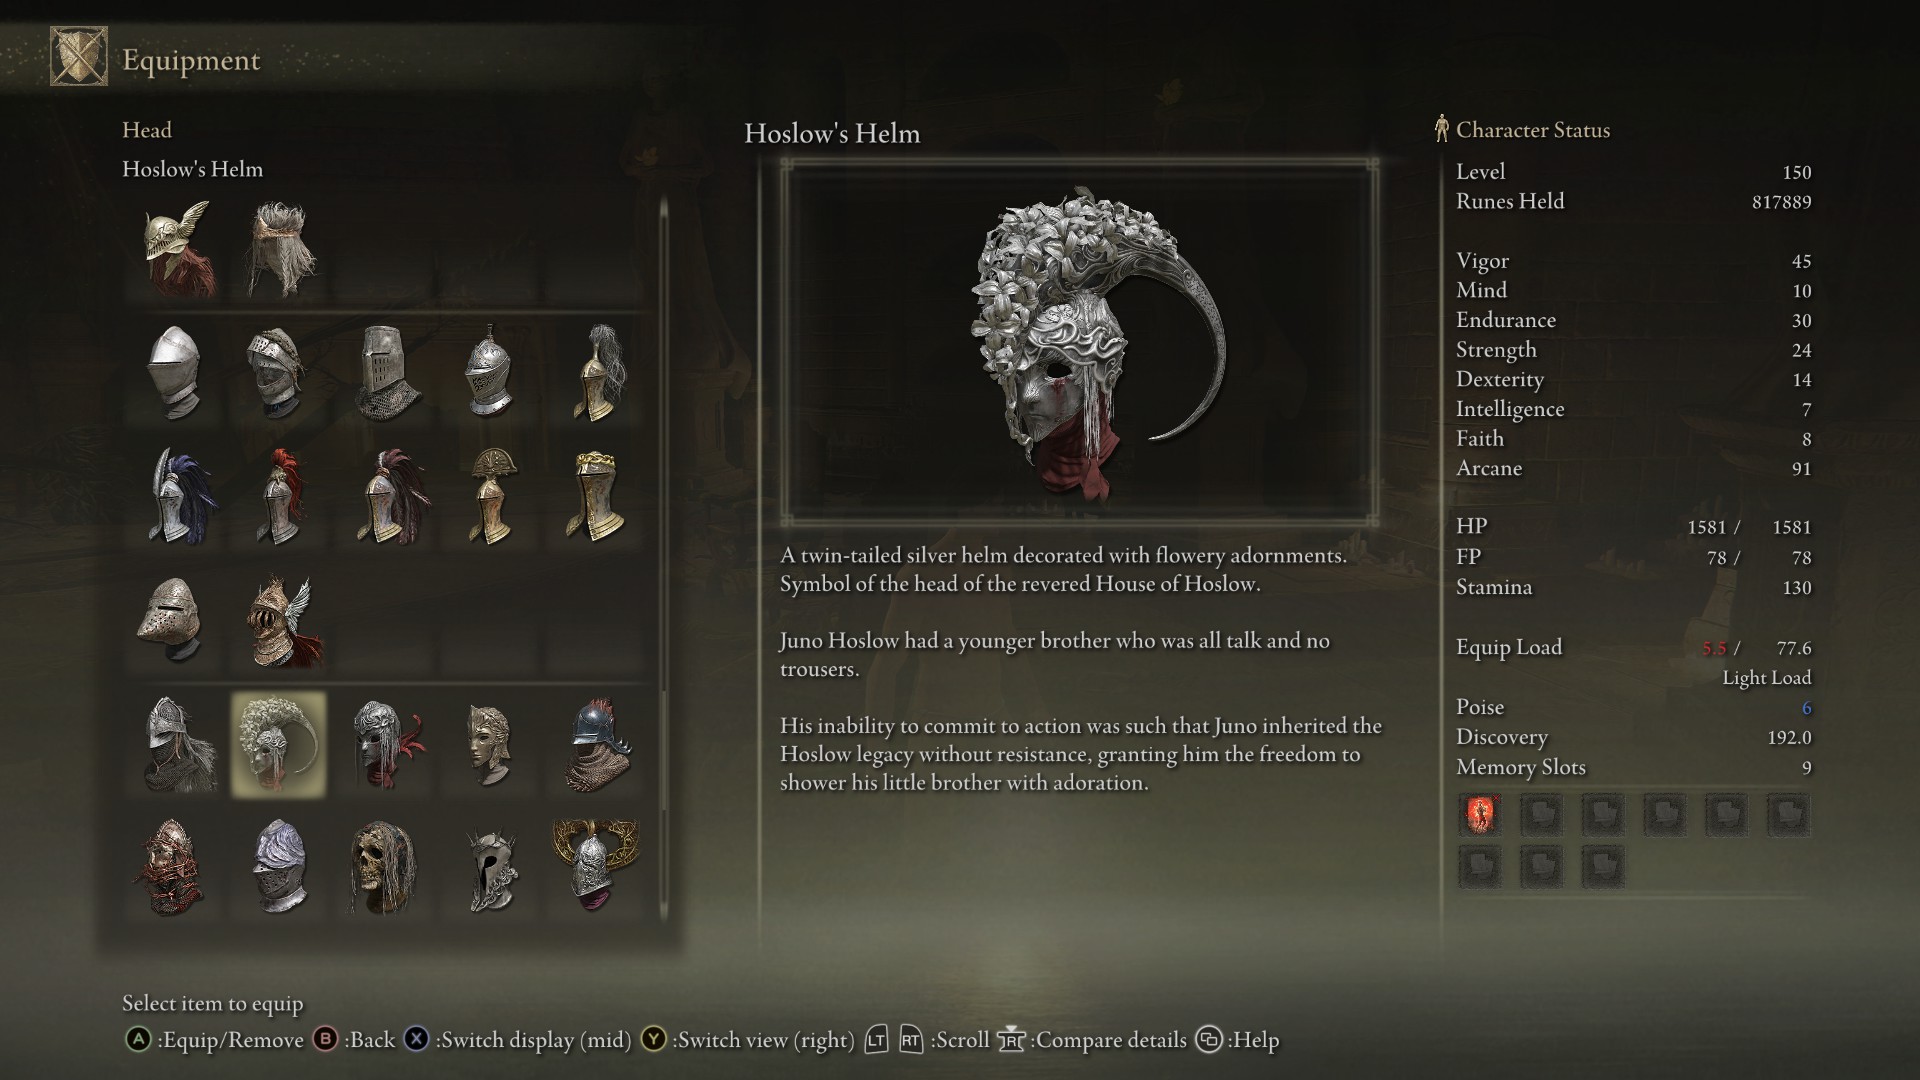 Equipment
Head
Hoslow's Helm
Hoslow's Helm
A twin-tailed silver helm decorated with flowery adornments.
Symbol of the head of the revered House of Hoslow.
Juno Hoslow had a younger brother who was all talk and no
trousers.
His inability to commit to action was such that Juno inherited the
Hoslow legacy without resistance, granting him the freedom to
shower his little brother with adoration.
Character Status
Level 150
Runes Held 817889
Vigor 45
Mind 10
Endurance 30
Strength 24
Dexterity 14
Intelligence 7
Faith 8
Arcane 91
HP 1581 / 1581
FP 78 / 78
Stamina 130
Equip Load 5.5 / 77.6
Light Load
Poise 6
Discovery 192.0
Memory Slots 9
Select item to equip
A :Equip/Remove B :Back X :Switch display (mid) Y :Switch view (right) LT RT :Scroll R :Compare details :Help